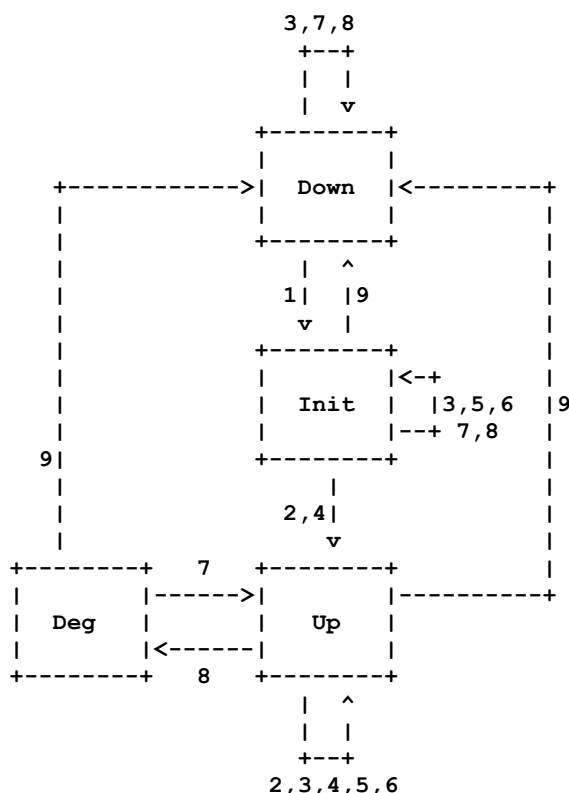 3,7,8
+--+
|  |
|  v
+--------+
|        |
+------------>|  Down  |<----------+
|             |        |           |
|             +--------+           |
|                |  ^              |
|               1|  |9             |
|                v  |              |
|             +--------+           |
|             |        |<-+        |
|             |  Init  |  |3,5,6   |9
|             |        |--+ 7,8    |
9|             +--------+           |
|                  |               |
|               2,4|               |
|                  v               |
+--------+   7   +--------+           |
|        |------>|        |-----------+
|  Deg   |       |   Up   |
|        |<------|        |
+--------+   8   +--------+
|  ^
|  |
+--+
2,3,4,5,6